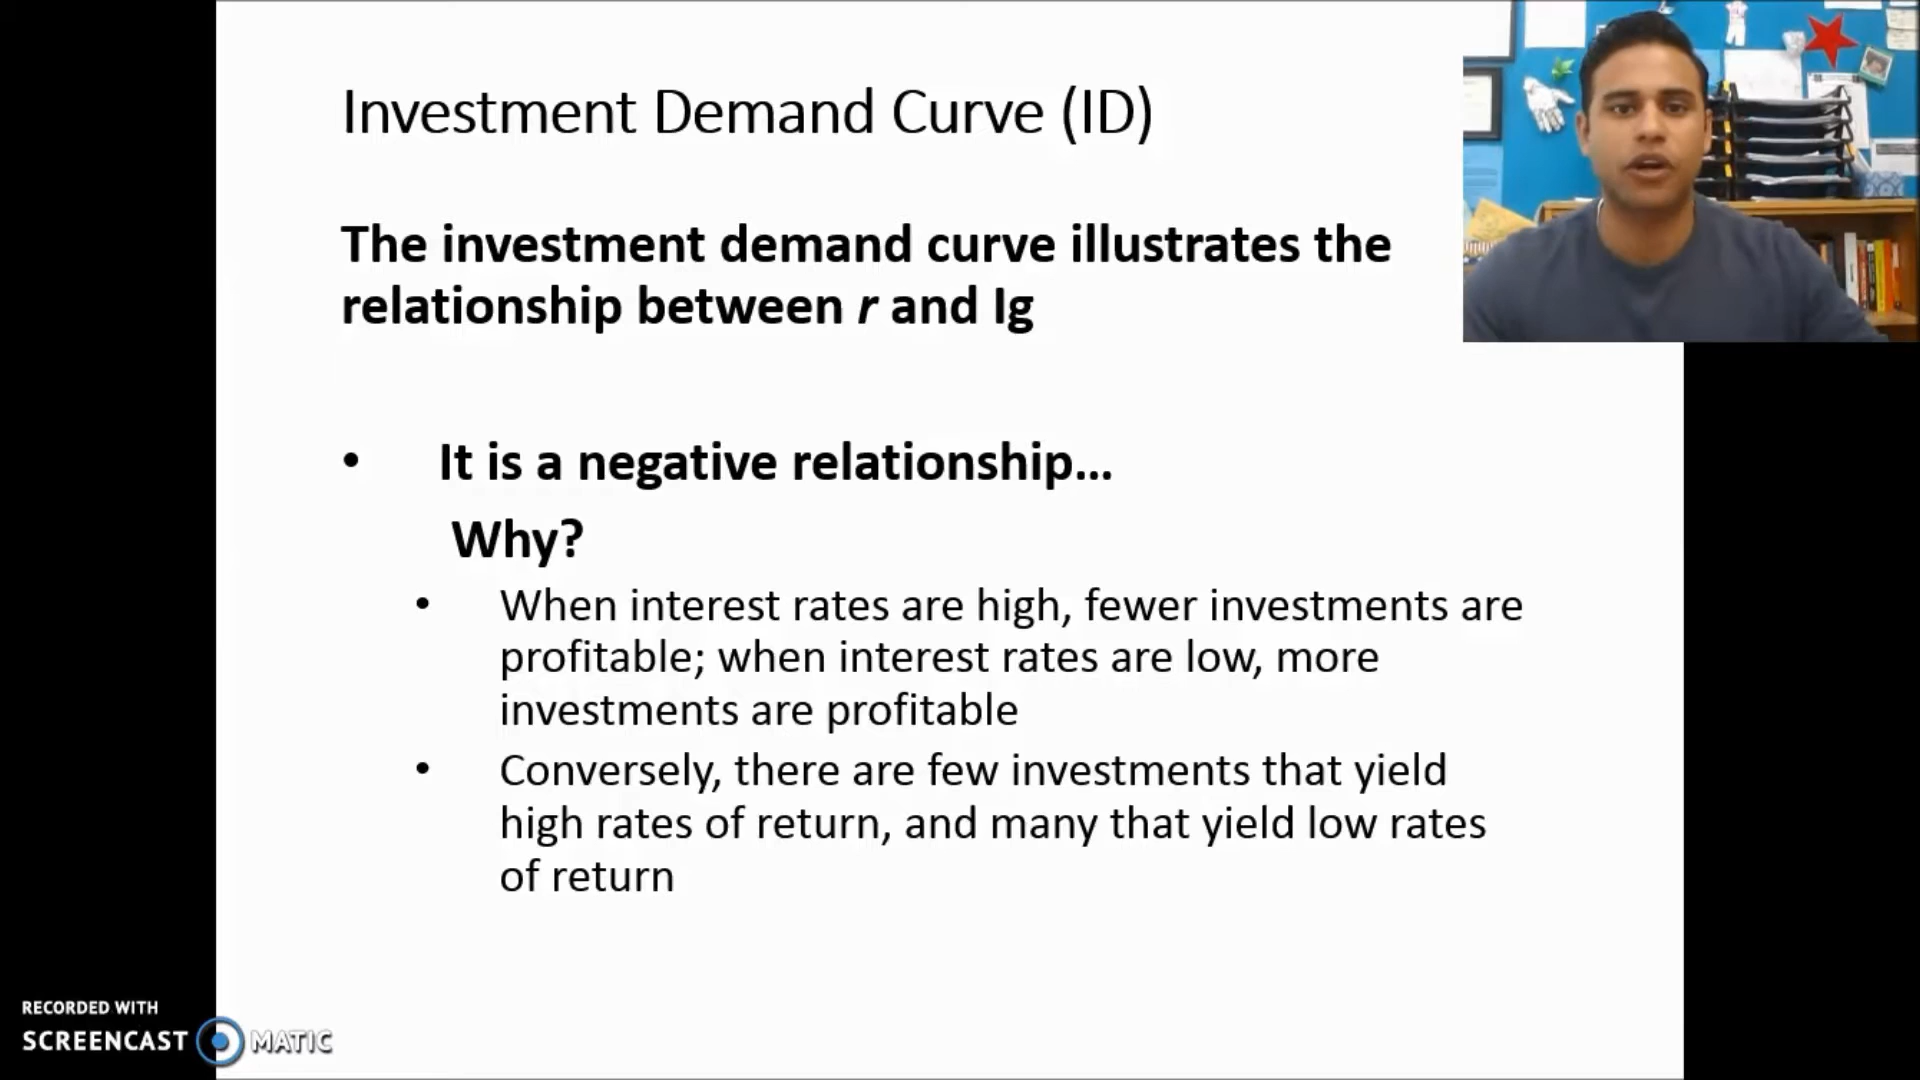 Investment Demand Curve (ID)
The investment demand curve illustrates the
relationship between r and Ig
• It is a negative relationship...
Why?
• When interest rates are high, fewer investments are
profitable; when interest rates are low, more
investments are profitable
• Conversely, there are few investments that yield
high rates of return, and many that yield low rates
of return
RECORDED WITH
SCREENCAST MATIC